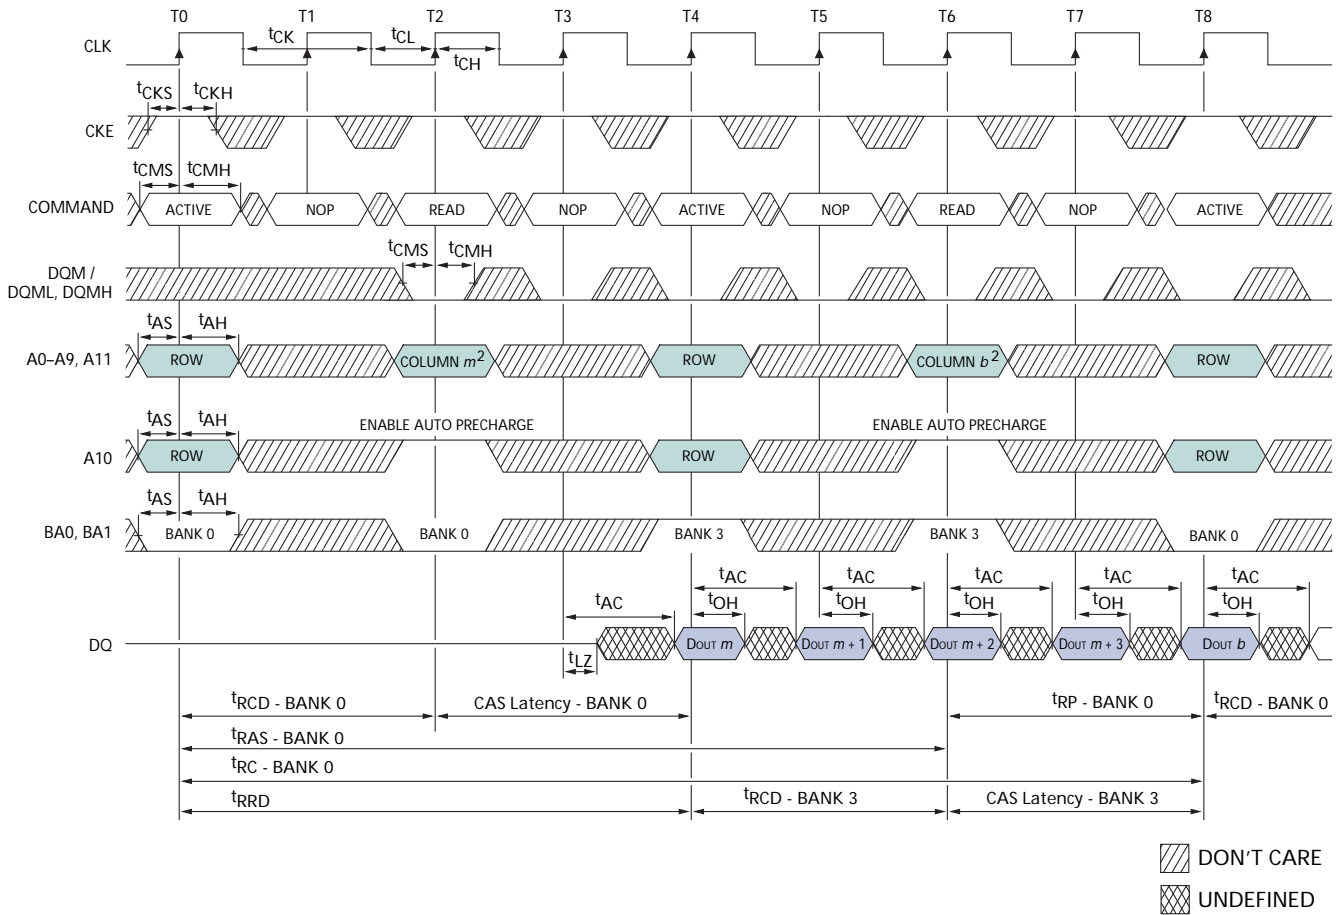 T0 T1 T2 T3 T4 T5 T6 T7 T8
CLK
tCK tCL
tCH
tCKS tCKH
CKE
tCMS tCMH
COMMAND ACTIVE NOP READ NOP ACTIVE NOP READ NOP ACTIVE
tCMS tCMH
DQM /
DQML, DQMH
tAS tAH
A0–A9, A11 ROW COLUMN m2 ROW COLUMN b2 ROW
tAS tAH ENABLE AUTO PRECHARGE ENABLE AUTO PRECHARGE
A10 ROW ROW ROW
tAS tAH
BA0, BA1 BANK 0 BANK 0 BANK 3 BANK 3 BANK 0
tAC tAC tAC tAC tAC
tAC tOH tOH tOH tOH tOH
DQ DOUT m DOUT m + 1 DOUT m + 2 DOUT m + 3 DOUT b
tLZ
tRCD - BANK 0 CAS Latency - BANK 0 tRP - BANK 0 tRCD - BANK 0
tRAS - BANK 0
tRC - BANK 0
tRRD tRCD - BANK 3 CAS Latency - BANK 3
DON'T CARE
UNDEFINED